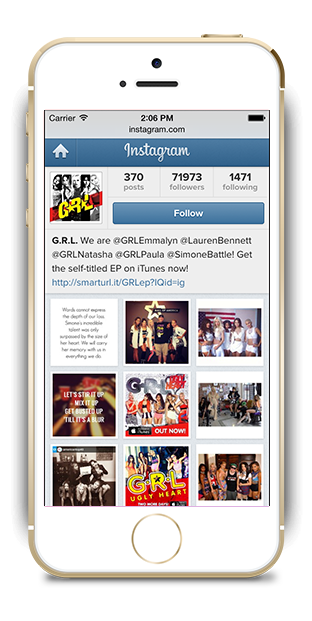 Carrier 2:06 PM
instagram.com
Instagram
G.R.L.
370 71973 1471
posts followers following
Follow
G.R.L. We are @GRLEmmalyn @LaurenBennett
@GRLNatasha @GRLPaula @SimoneBattle! Get
the self-titled EP on iTunes now!
http://smarturl.it/GRLep?IQid=ig
Words cannot express
the depth of our loss.
Simone's incredible
talent was only
surpassed by the size of
her heart. We will carry
her memory with us in
everything we do.
LET'S STIR IT UP
MIX IT UP
GET BUSTED UP
TILL IT'S A BLUR
G.R.L.
OUT NOW!
G.R.L.
UGLY HEART
TWO MORE DAYS!